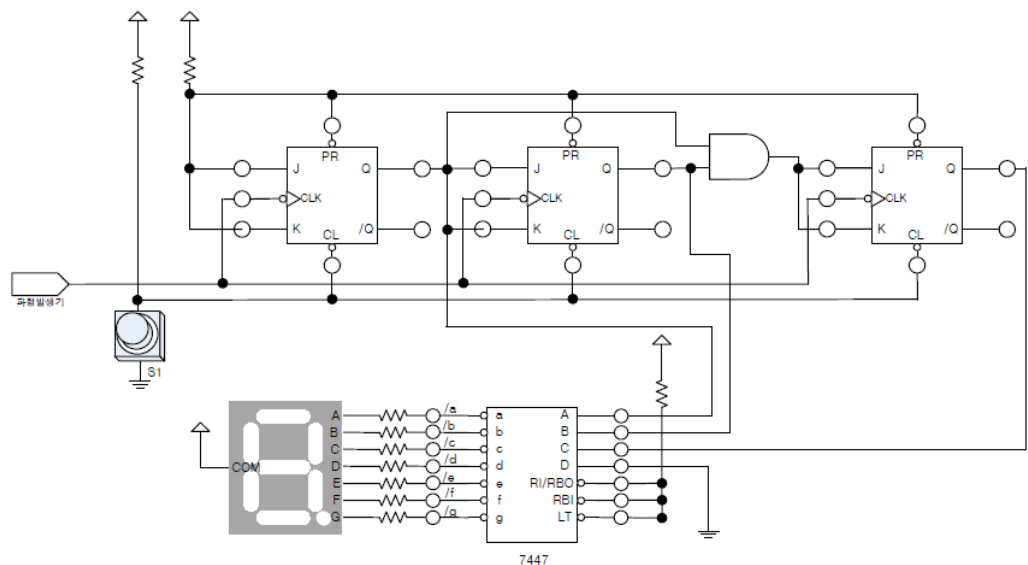 PR
J
Q
CLK
K
/Q
CL
PR
J
Q
CLK
K
/Q
CL
PR
J
Q
CLK
K
/Q
CL
파형발생기
S1
COM
A
B
C
D
E
F
G
/a
/b
/c
/d
/e
/f
/g
a
b
c
d
e
f
g
A
B
C
D
RI/RBO
RBI
LT
7447